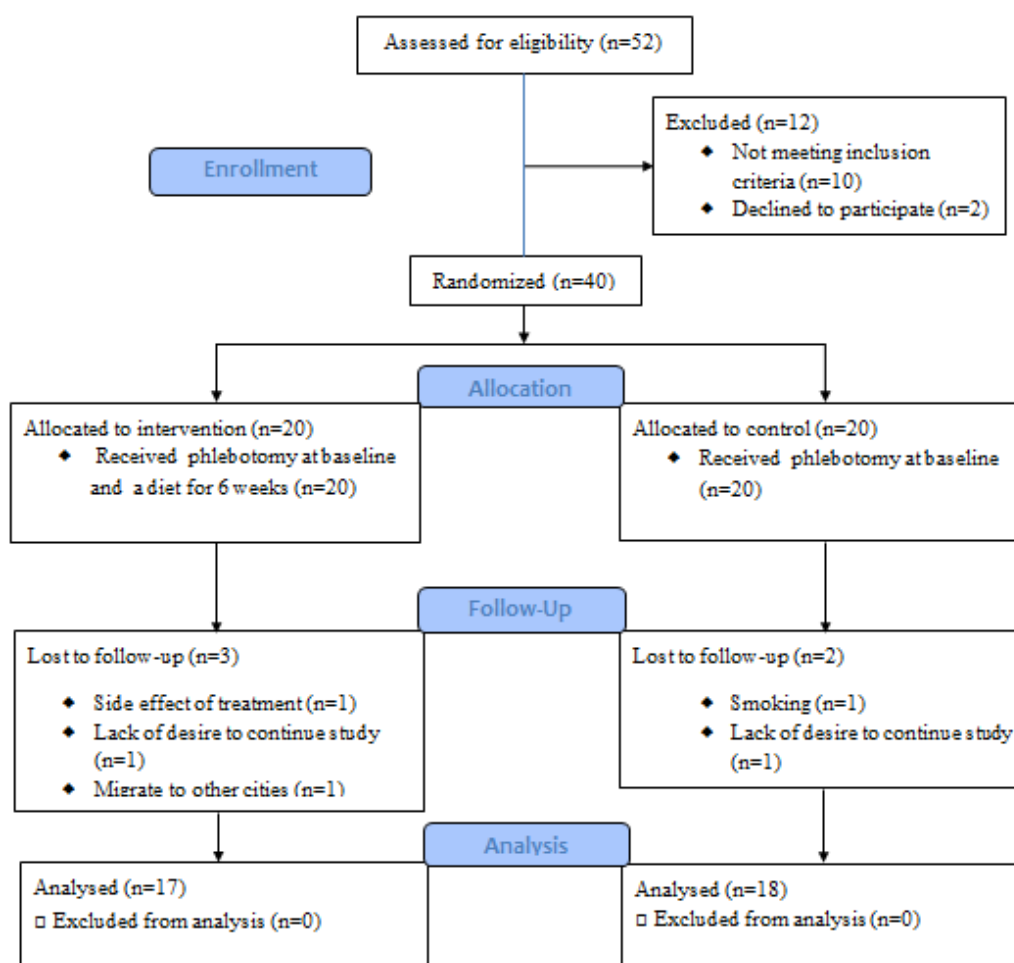 Assessed for eligibility (n=52)
Excluded (n=12)
◆ Not meeting inclusion
criteria (n=10)
◆ Declined to participate (n=2)
Enrollment
Randomized (n=40)
Allocation
Allocated to intervention (n=20)
◆ Received phlebotomy at baseline
and a diet for 6 weeks (n=20)
Allocated to control (n=20)
◆ Received phlebotomy at baseline
(n=20)
Follow-Up
Lost to follow-up (n=3)
◆ Side effect of treatment (n=1)
◆ Lack of desire to continue study
(n=1)
◆ Migrate to other cities (n=1)
Lost to follow-up (n=2)
◆ Smoking (n=1)
◆ Lack of desire to continue study
(n=1)
Analysis
Analysed (n=17)
□ Excluded from analysis (n=0)
Analysed (n=18)
□ Excluded from analysis (n=0)